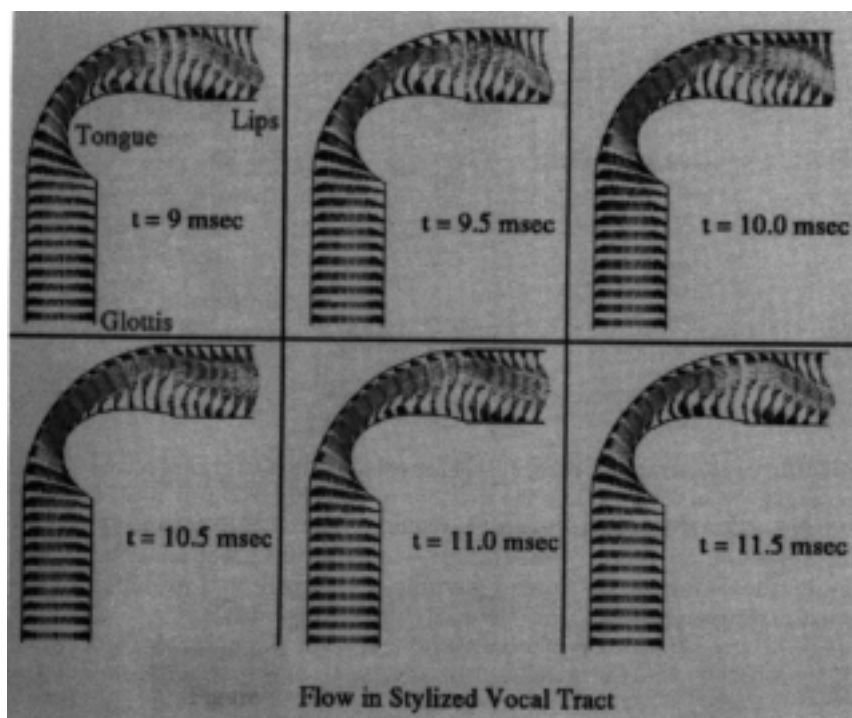 Lips
Tongue
t = 9 msec
Glottis
t = 9.5 msec
t = 10.0 msec
t = 10.5 msec
t = 11.0 msec
t = 11.5 msec
Flow in Stylized Vocal Tract